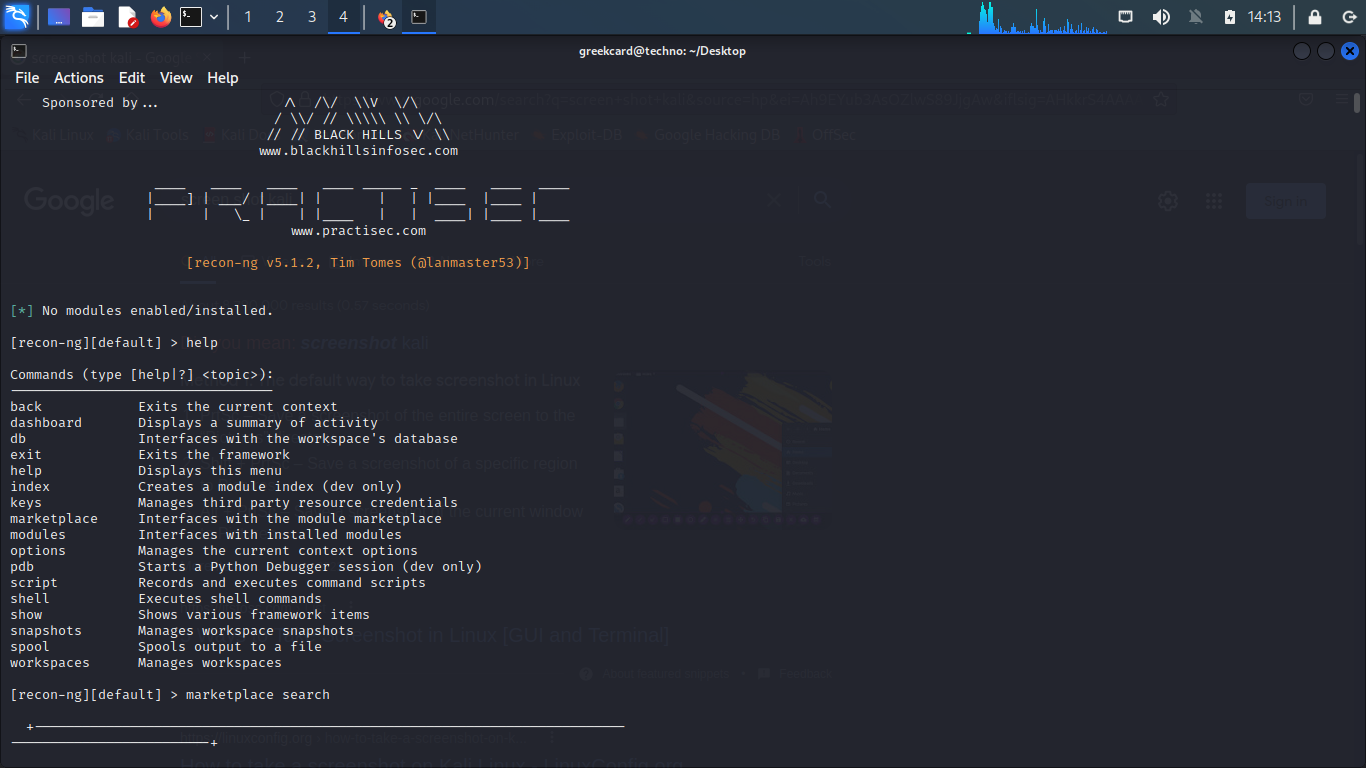 1 2 3 4 2 14:13
greekcard@techno: ~/Desktop
File Actions Edit View Help
Sponsored by ...
// // BLACK HILLS \/ \\
www.blackhillsinfosec.com
PRACTISEC
www.practisec.com
[recon-ng v5.1.2, Tim Tomes (@lanmaster53)]
[*] No modules enabled/installed.
[recon-ng][default] > help
Commands (type [help|?] <topic>):
back Exits the current context
dashboard Displays a summary of activity
db Interfaces with the workspace's database
exit Exits the framework
help Displays this menu
index Creates a module index (dev only)
keys Manages third party resource credentials
marketplace Interfaces with the module marketplace
modules Interfaces with installed modules
options Manages the current context options
pdb Starts a Python Debugger session (dev only)
script Records and executes command scripts
shell Executes shell commands
show Shows various framework items
snapshots Manages workspace snapshots
spool Spools output to a file
workspaces Manages workspaces
[recon-ng][default] > marketplace search